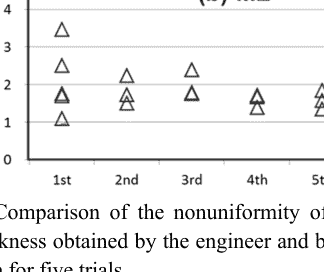 4
3
2
1
0
1st 2nd 3rd 4th
Comparison of the nonuniformity of
obtained by the engineer and
for five trials